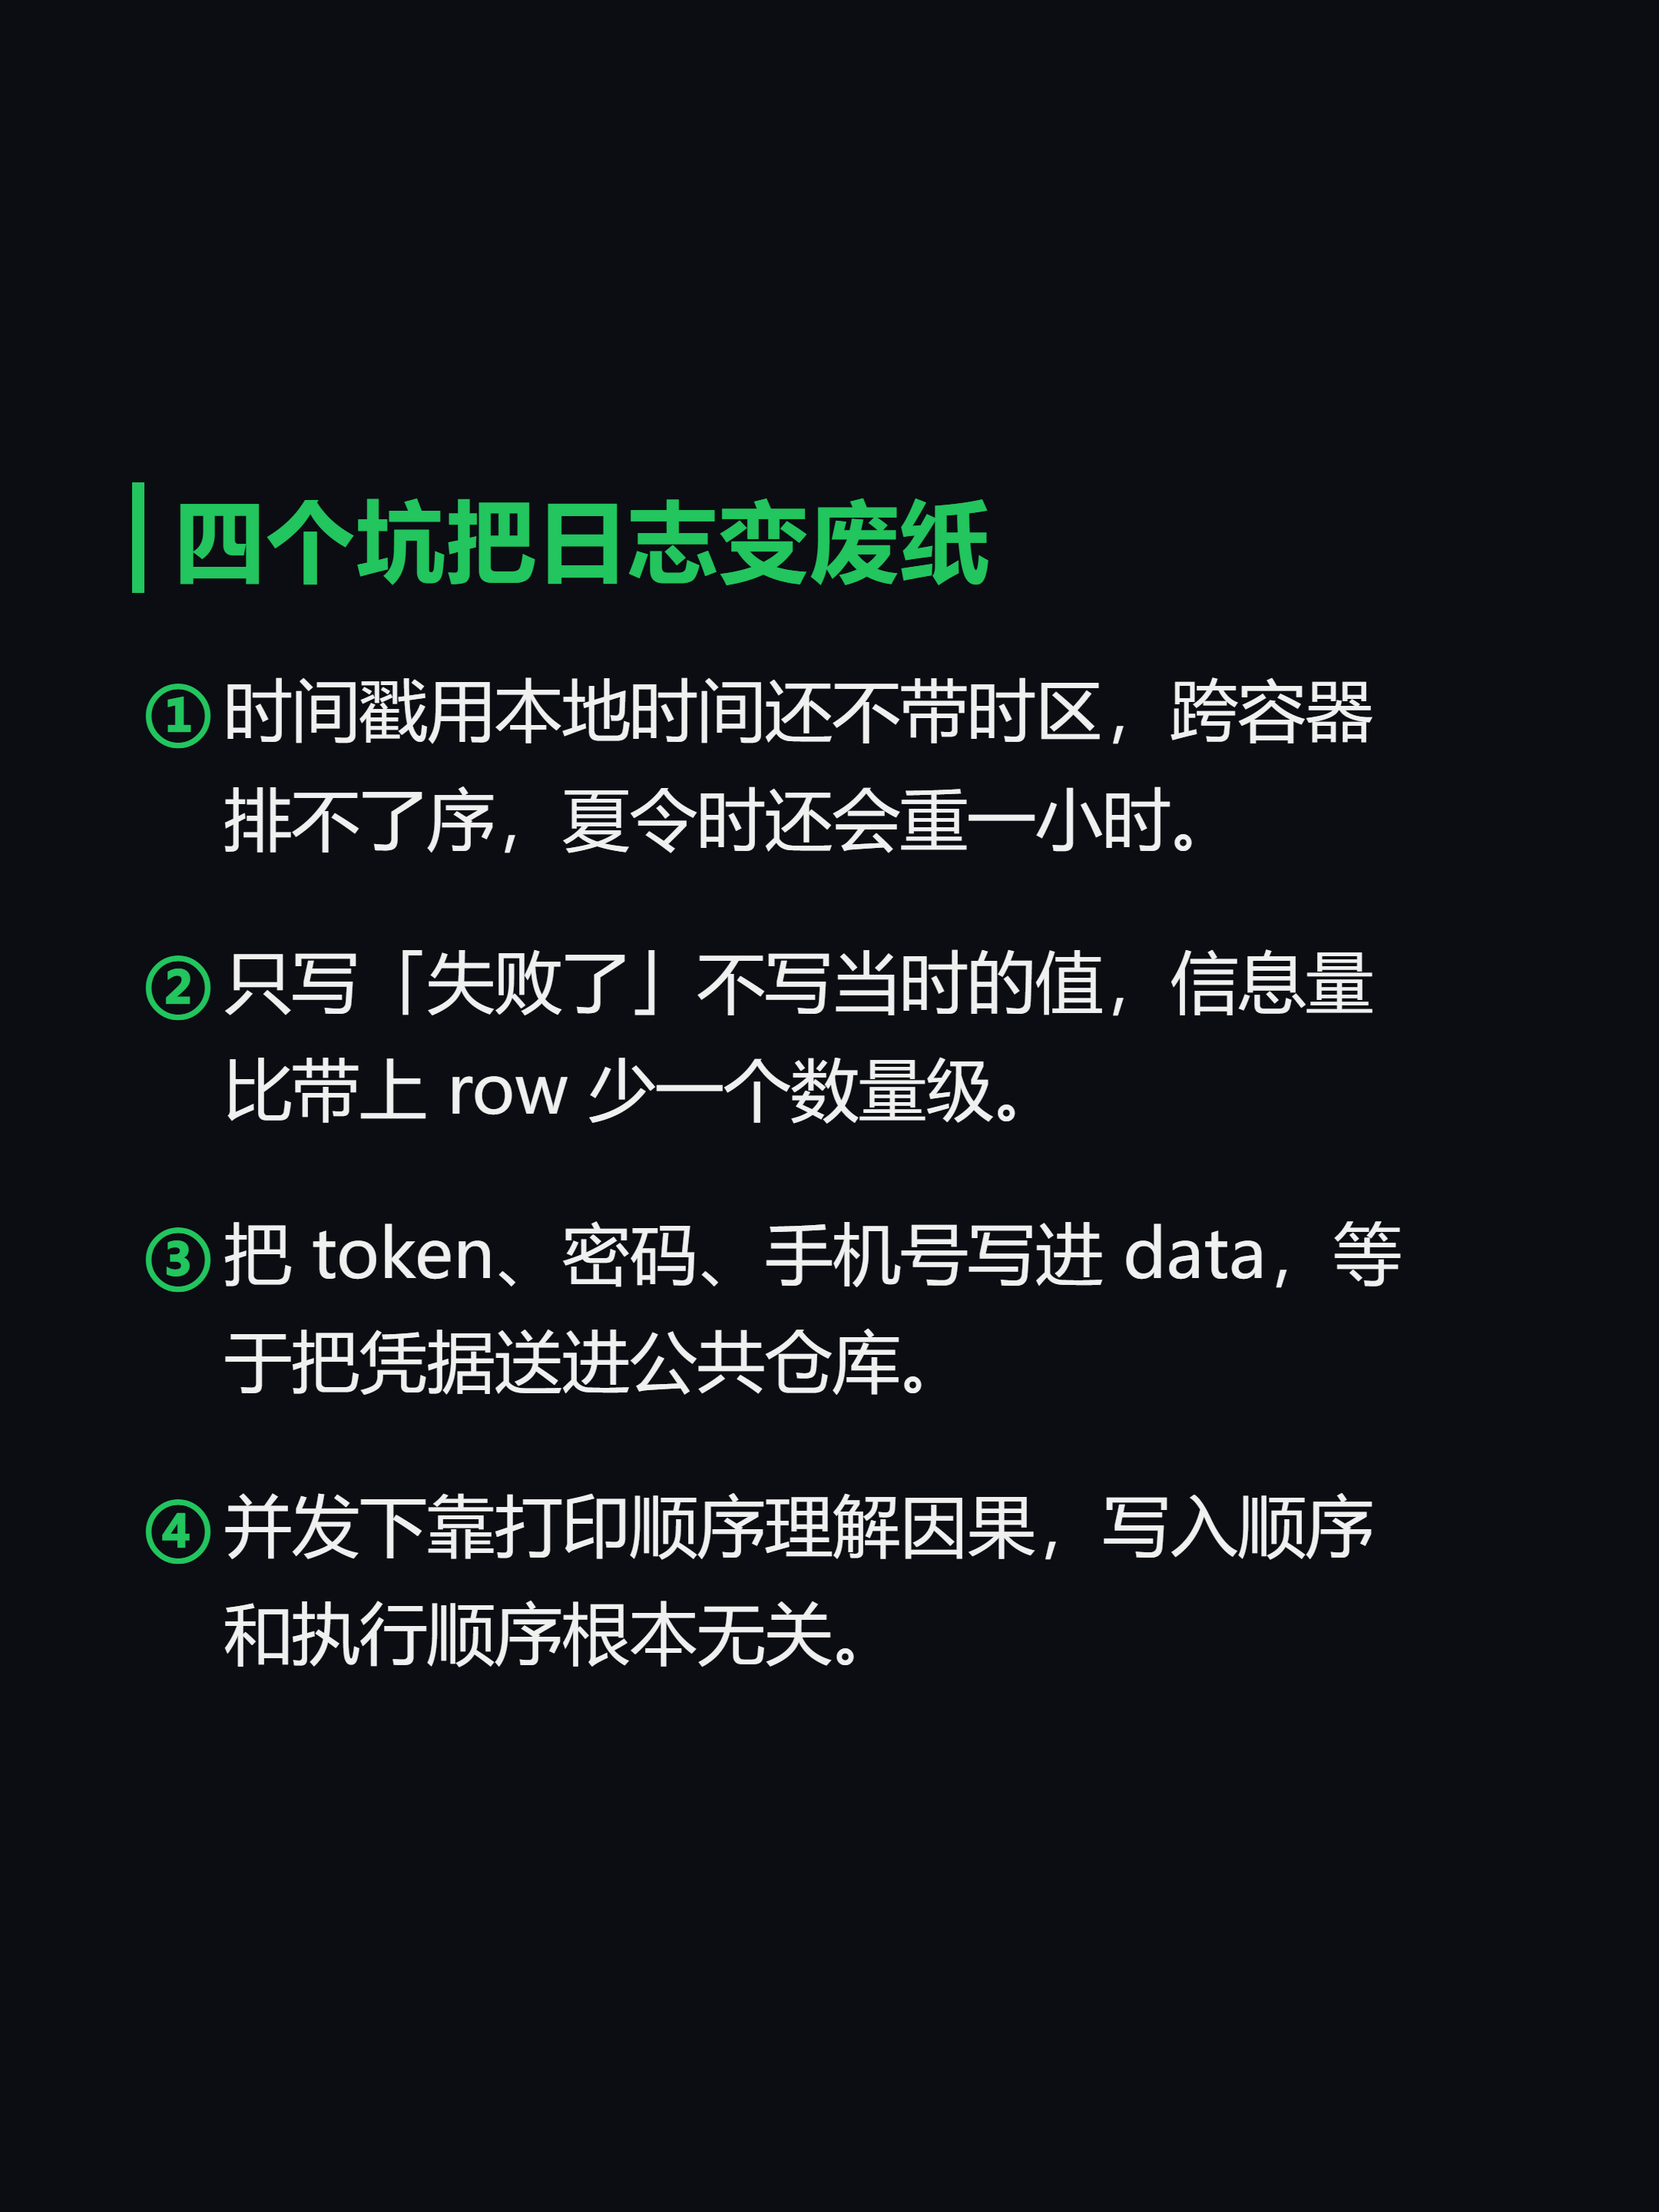 四个坑把日志变废纸
①时间戳用本地时间还不带时区，跨容器
排不了序，夏令时还会重一小时。
②只写「失败了」不写当时的值，信息量
比带上 row 少一个数量级。
③把 token、密码、手机号写进 data，等
于把凭据送进公共仓库。
④并发下靠打印顺序理解因果，写入顺序
和执行顺序根本无关。